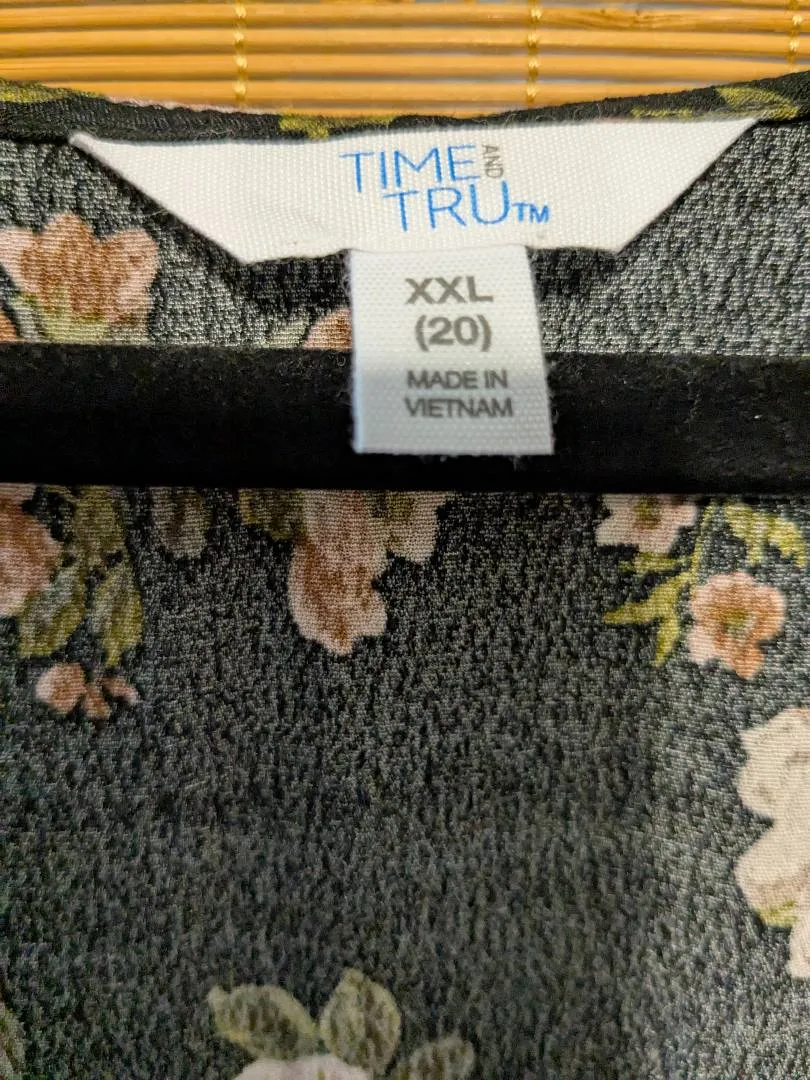 TIME AND
TRU™
XXL
(20)
MADE IN
VIETNAM